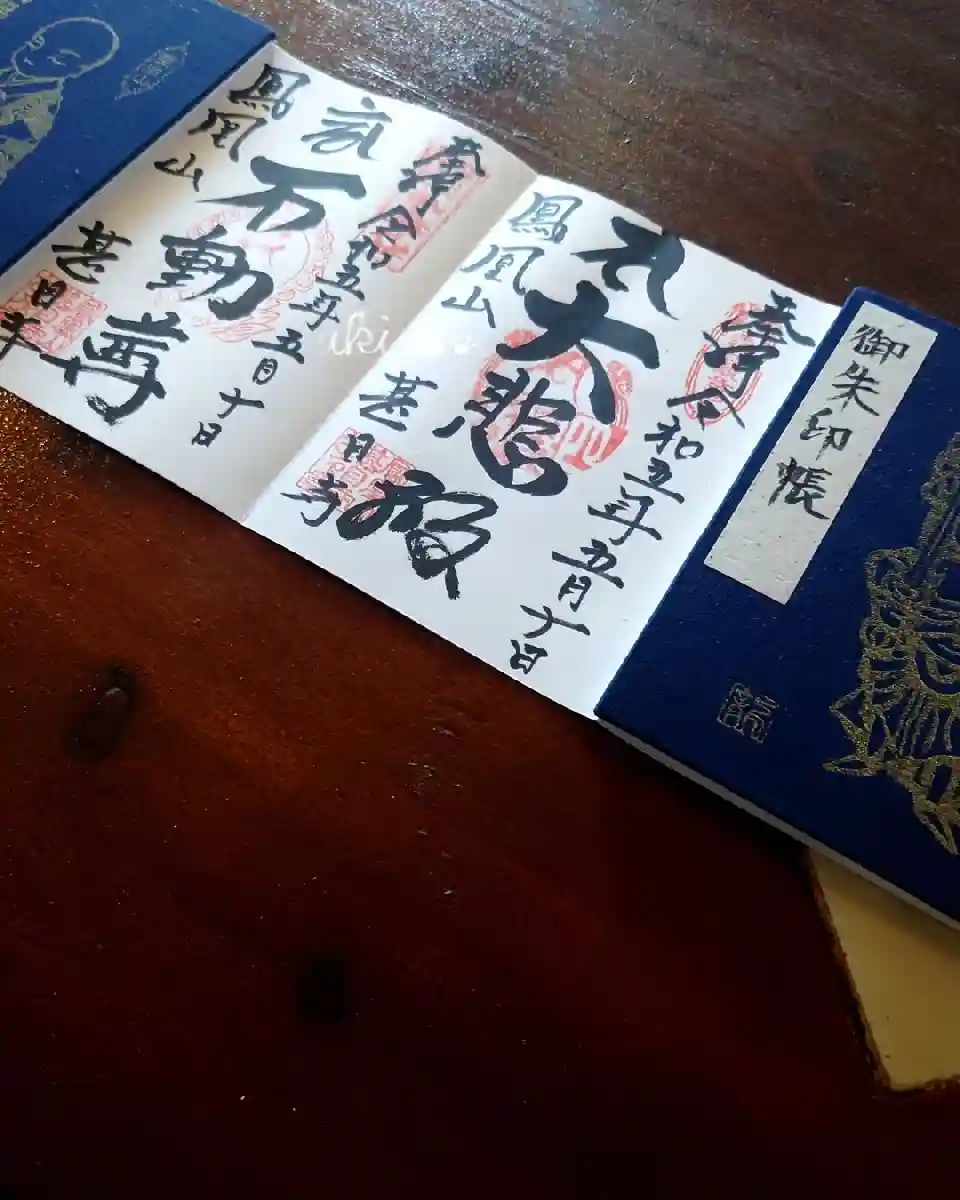 御朱印帳
奉拝
令和五年五月十日
大悲殿
鳳凰山
甚目寺
奉拝
令和五年五月十日
不動尊
鳳凰山
甚目寺